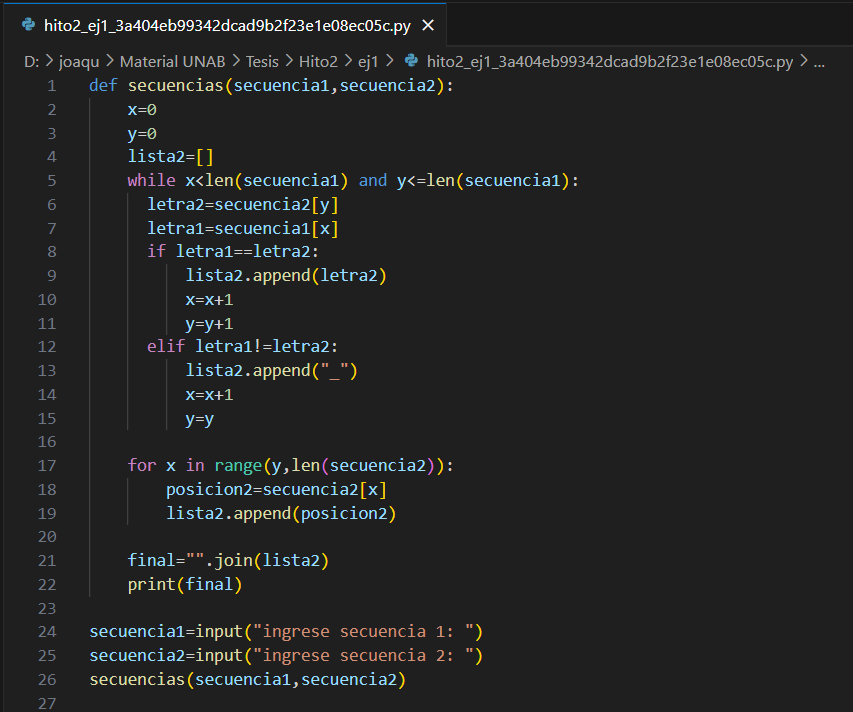 hito2_ej1_3a404eb99342dcad9b2f23e1e08ec05c.py ×
D: > joaqu > Material UNAB > Tesis > Hito2 > ej1 > hito2_ej1_3a404eb99342dcad9b2f23e1e08ec05c.py > ...
1 def secuencias(secuencia1,secuencia2):
2     x=0
3     y=0
4     lista2=[]
5     while x<len(secuencia1) and y<=len(secuencia1):
6       letra2=secuencia2[y]
7       letra1=secuencia1[x]
8       if letra1==letra2:
9           lista2.append(letra2)
10           x=x+1
11           y=y+1
12       elif letra1!=letra2:
13           lista2.append("_")
14           x=x+1
15           y=y
16
17     for x in range(y,len(secuencia2)):
18         posicion2=secuencia2[x]
19         lista2.append(posicion2)
20
21     final="".join(lista2)
22     print(final)
23
24 secuencia1=input("ingrese secuencia 1: ")
25 secuencia2=input("ingrese secuencia 2: ")
26 secuencias(secuencia1,secuencia2)
27